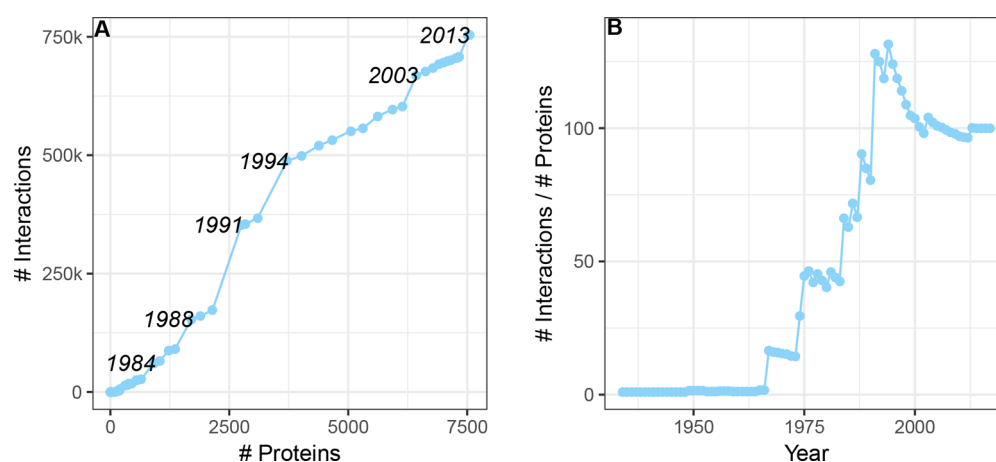 A
# Interactions
750k
500k
250k
0
2013
2003
1994
1991
1988
1984
0 2500 5000 7500
# Proteins
B
# Interactions / # Proteins
100
50
0
1950 1975 2000
Year